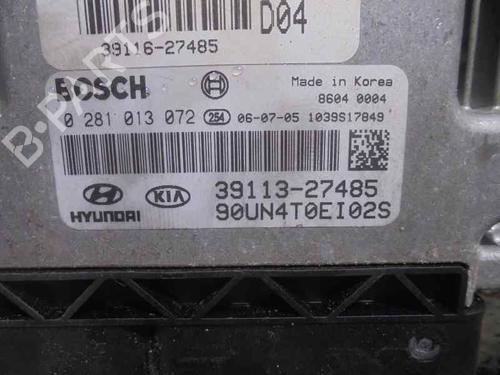 D04
39116-27485
BOSCH
Made in Korea
8604 0004
0 281 013 072 254 06-07-05 1039S17849
HYUNDAI KIA 39113-27485
90UN4T0EI02S
B-PARTS